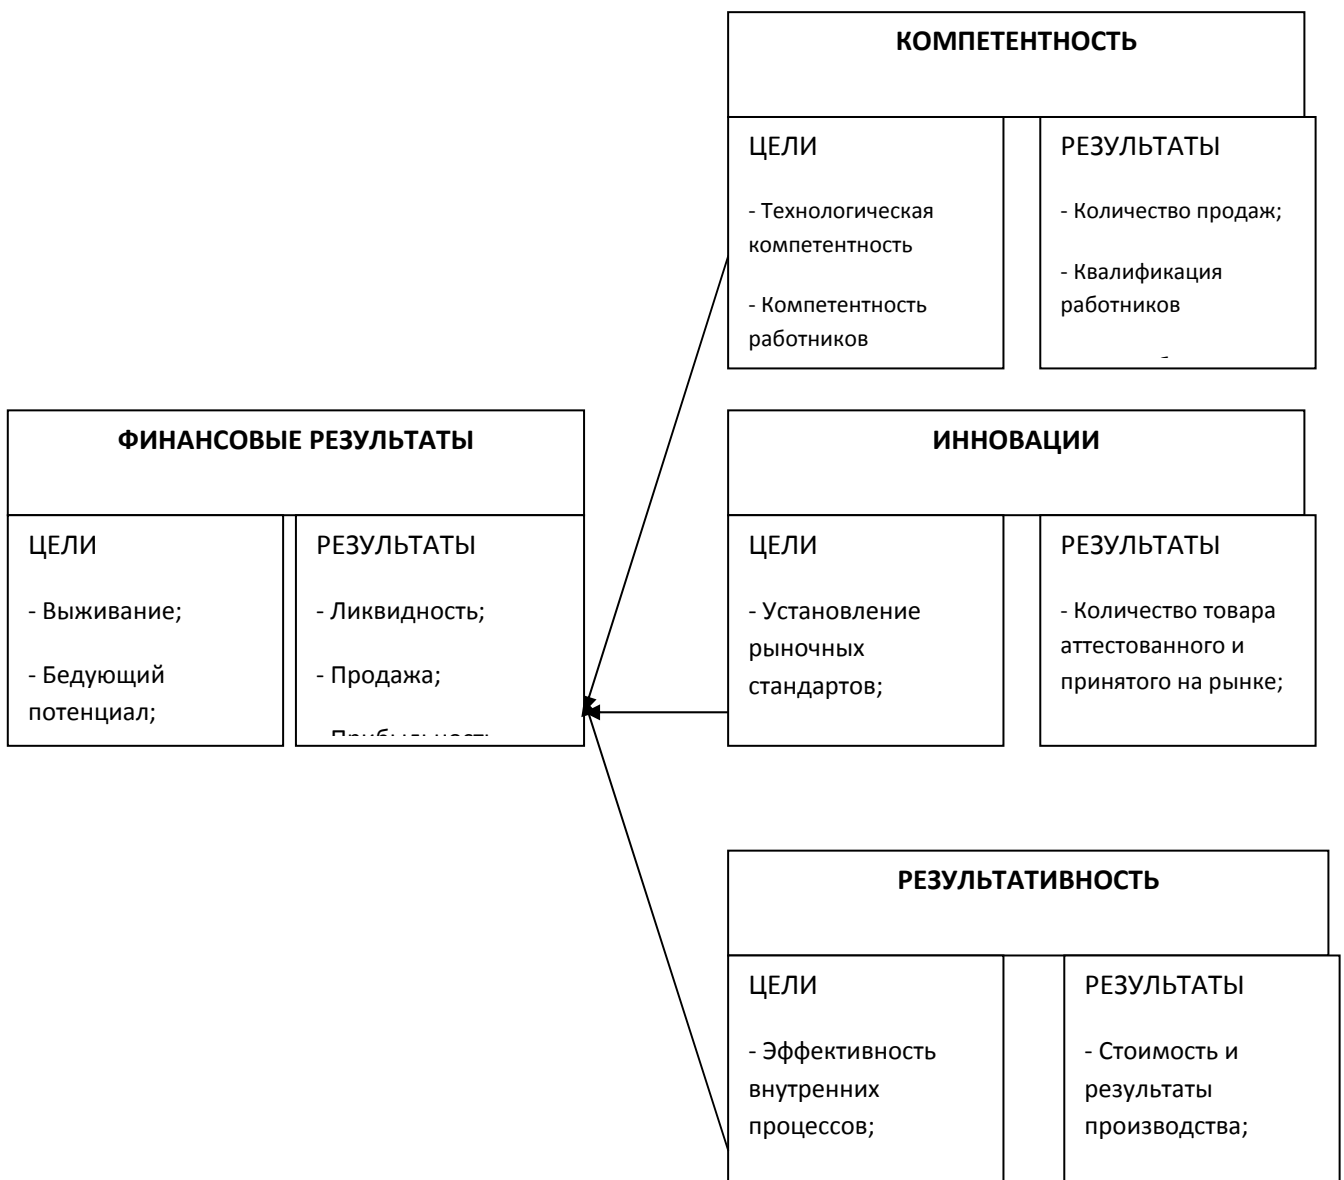 КОМПЕТЕНТНОСТЬ
ЦЕЛИ
- Технологическая
компетентность
- Компетентность
работников
РЕЗУЛЬТАТЫ
- Количество продаж;
- Квалификация
работников
ФИНАНСОВЫЕ РЕЗУЛЬТАТЫ
ЦЕЛИ
- Выживание;
- Бедующий
потенциал;
РЕЗУЛЬТАТЫ
- Ликвидность;
- Продажа;
ИННОВАЦИИ
ЦЕЛИ
- Установление
рыночных
стандартов;
РЕЗУЛЬТАТЫ
- Количество товара
аттестованного и
принятого на рынке;
РЕЗУЛЬТАТИВНОСТЬ
ЦЕЛИ
- Эффективность
внутренних
процессов;
РЕЗУЛЬТАТЫ
- Стоимость и
результаты
производства;